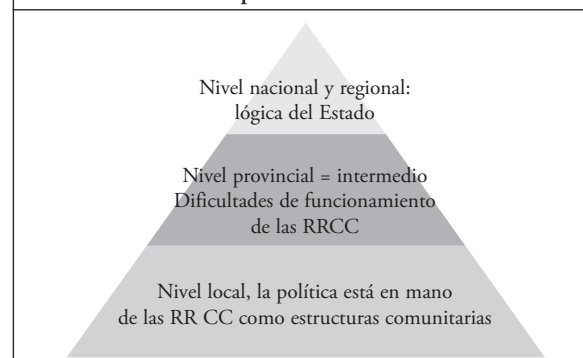 Nivel nacional y regional:
lógica del Estado
Nivel provincial = intermedio
Dificultades de funcionamiento
de las RRCC
Nivel local, la política está en mano
de las RR CC como estructuras comunitarias